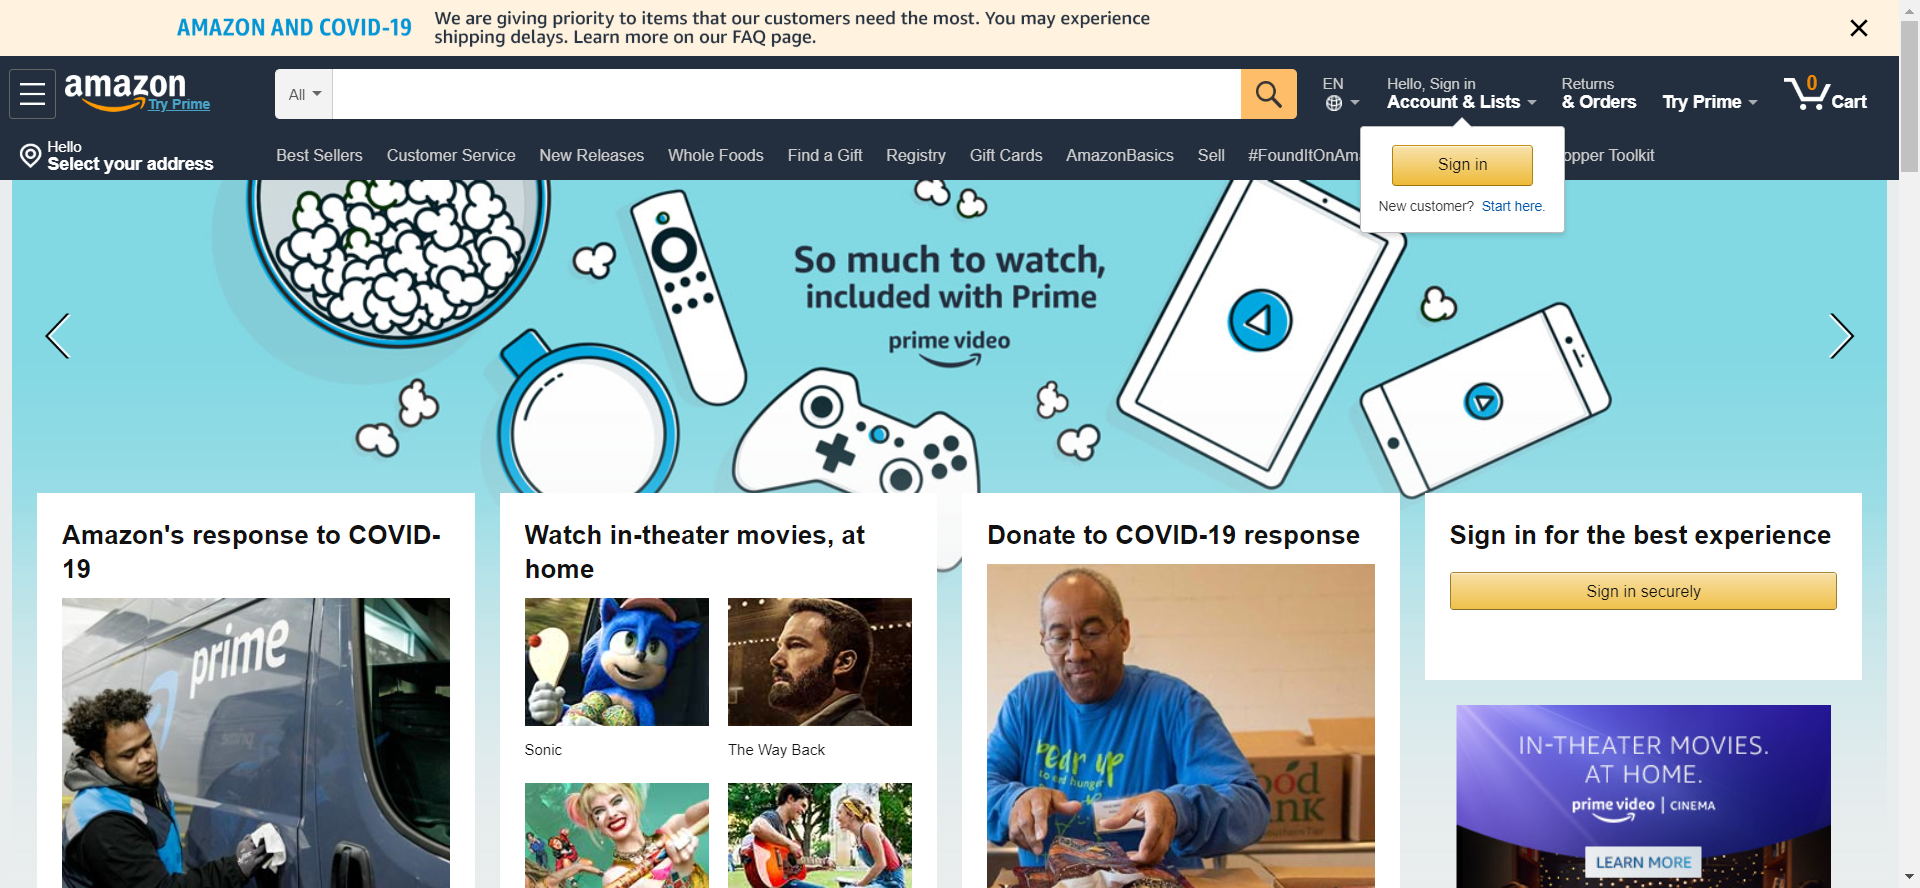 AMAZON AND COVID-19
We are giving priority to items that our customers need the most. You may experience
shipping delays. Learn more on our FAQ page.
amazon
Try Prime
All
EN
Hello, Sign in
Account & Lists
Returns
& Orders
Try Prime
0
Cart
Hello
Select your address
Best Sellers
Customer Service
New Releases
Whole Foods
Find a Gift
Registry
Gift Cards
AmazonBasics
Sell
#FoundItOnAma
opper Toolkit
Sign in
New customer? Start here.
So much to watch,
included with Prime
prime video
Amazon's response to COVID-
19
prime
Watch in-theater movies, at
home
Sonic
The Way Back
Donate to COVID-19 response
to end hunger
Sign in for the best experience
Sign in securely
IN-THEATER MOVIES.
AT HOME.
prime video | CINEMA
LEARN MORE